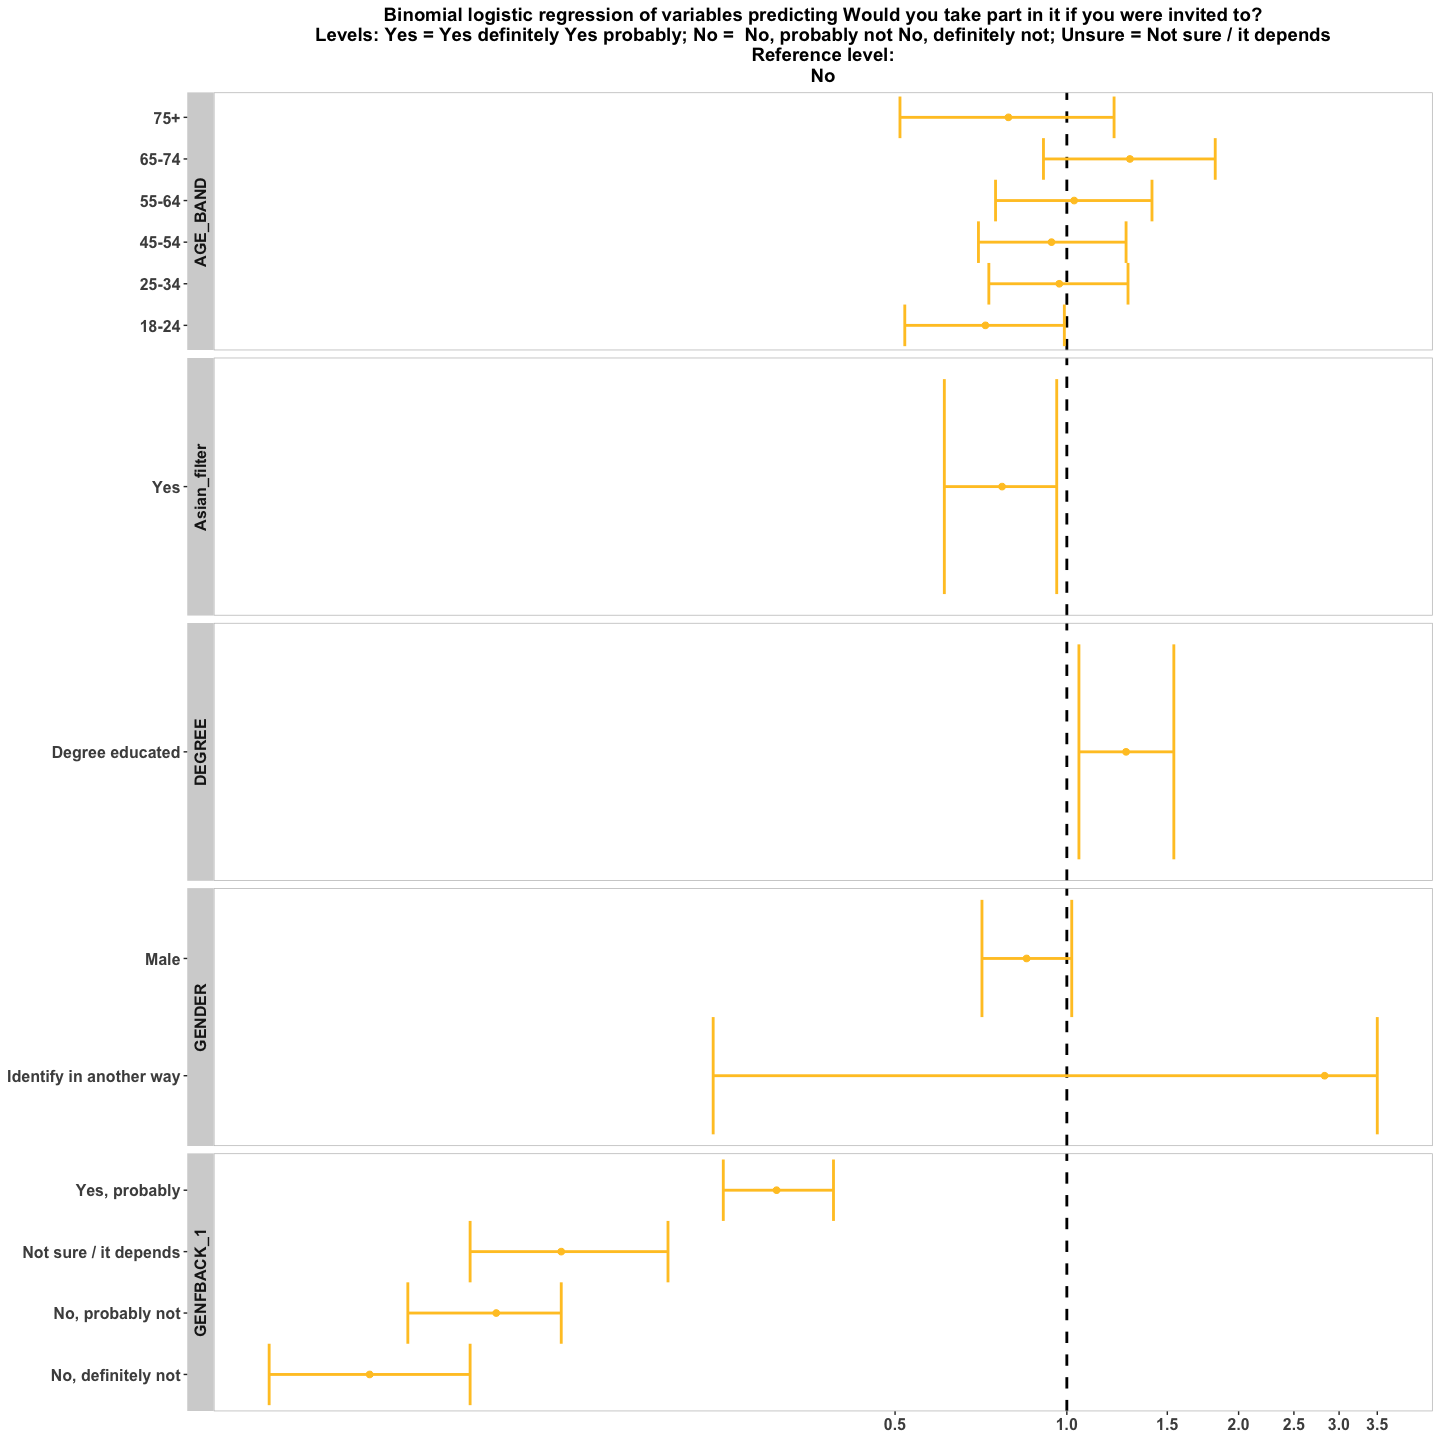 Binomial logistic regression of variables predicting Would you take part in it if you were invited to?
Levels: Yes = Yes definitely Yes probably; No =  No, probably not No, definitely not; Unsure = Not sure / it depends
Reference level:
No
AGE_BAND
75+
65-74
55-64
45-54
25-34
18-24
Asian_filter
Yes
DEGREE
Degree educated
GENDER
Male
Identify in another way
GENFBACK_1
Yes, probably
Not sure / it depends
No, probably not
No, definitely not
0.5 1.0 1.5 2.0 2.5 3.0 3.5